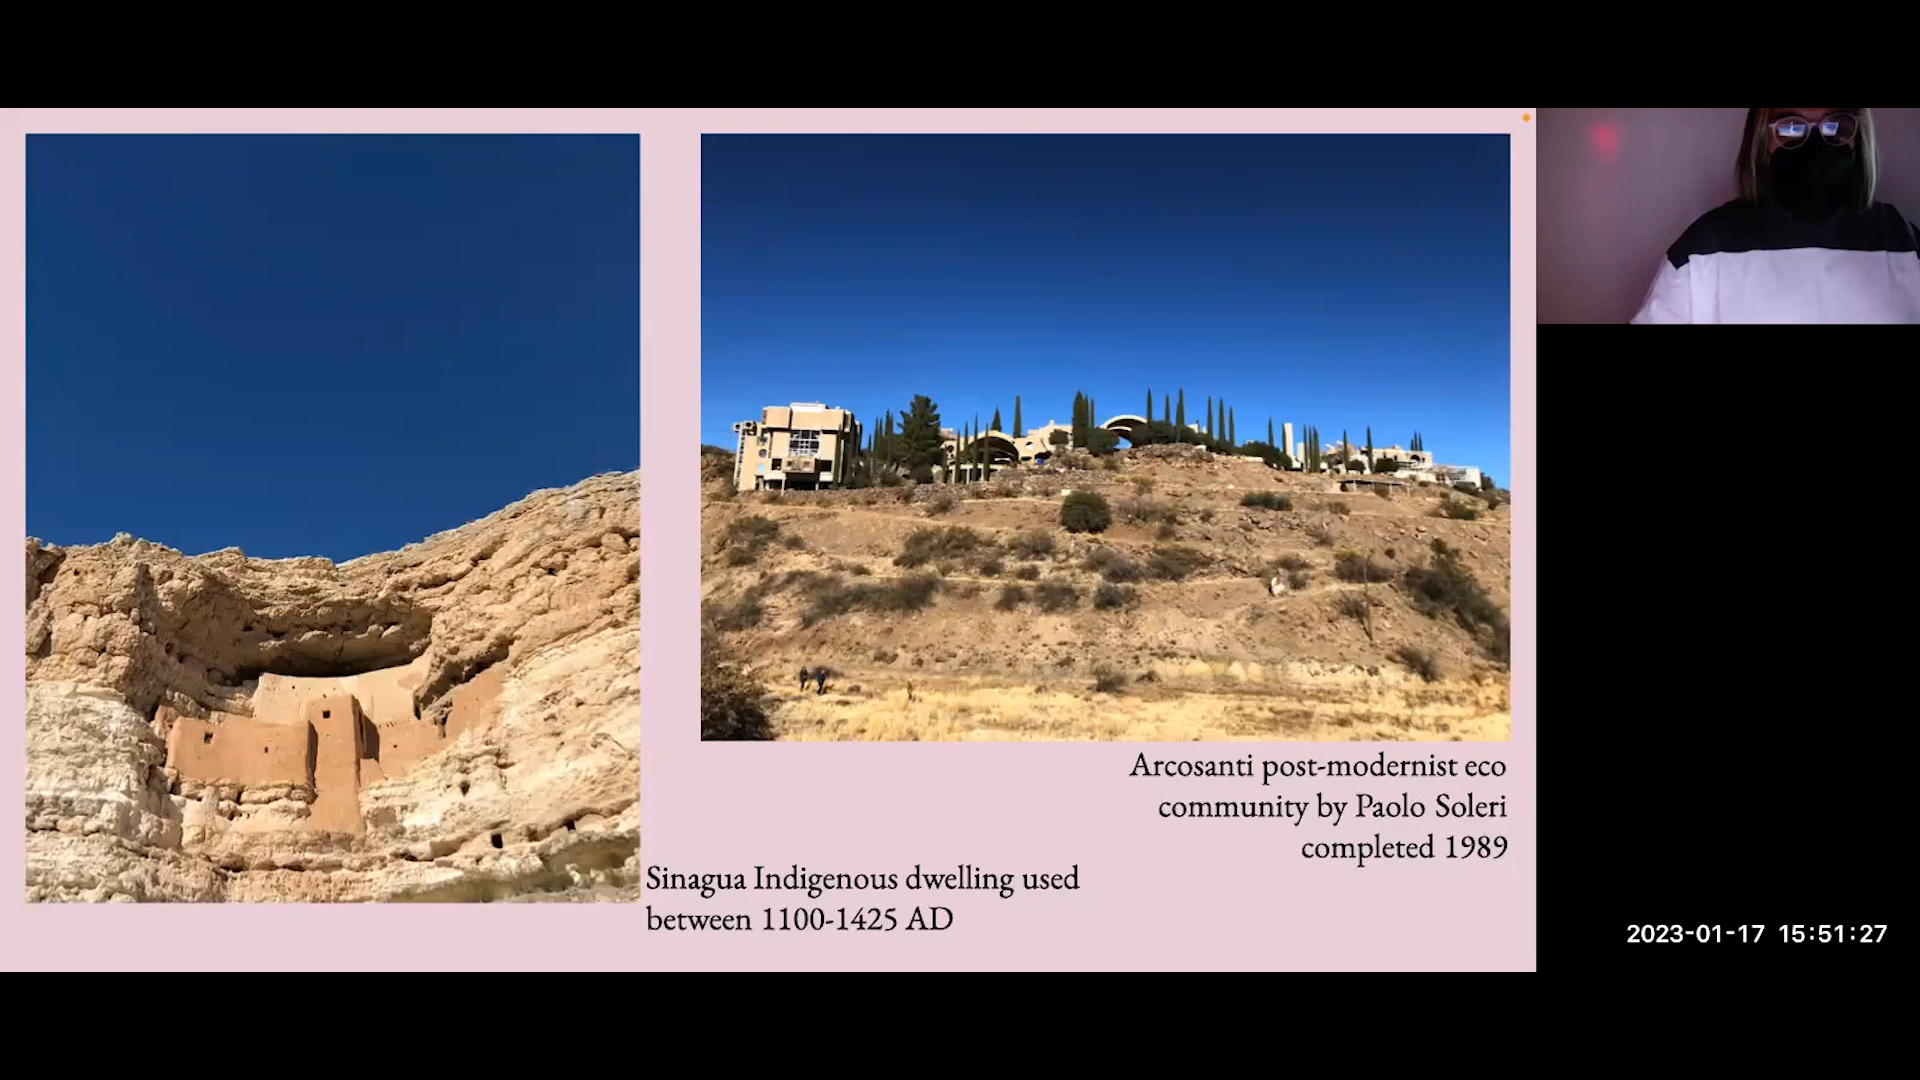 Arcosanti post-modernist eco
community by Paolo Soleri
completed 1989
Sinagua Indigenous dwelling used
between 1100-1425 AD
2023-01-17 15:51:27